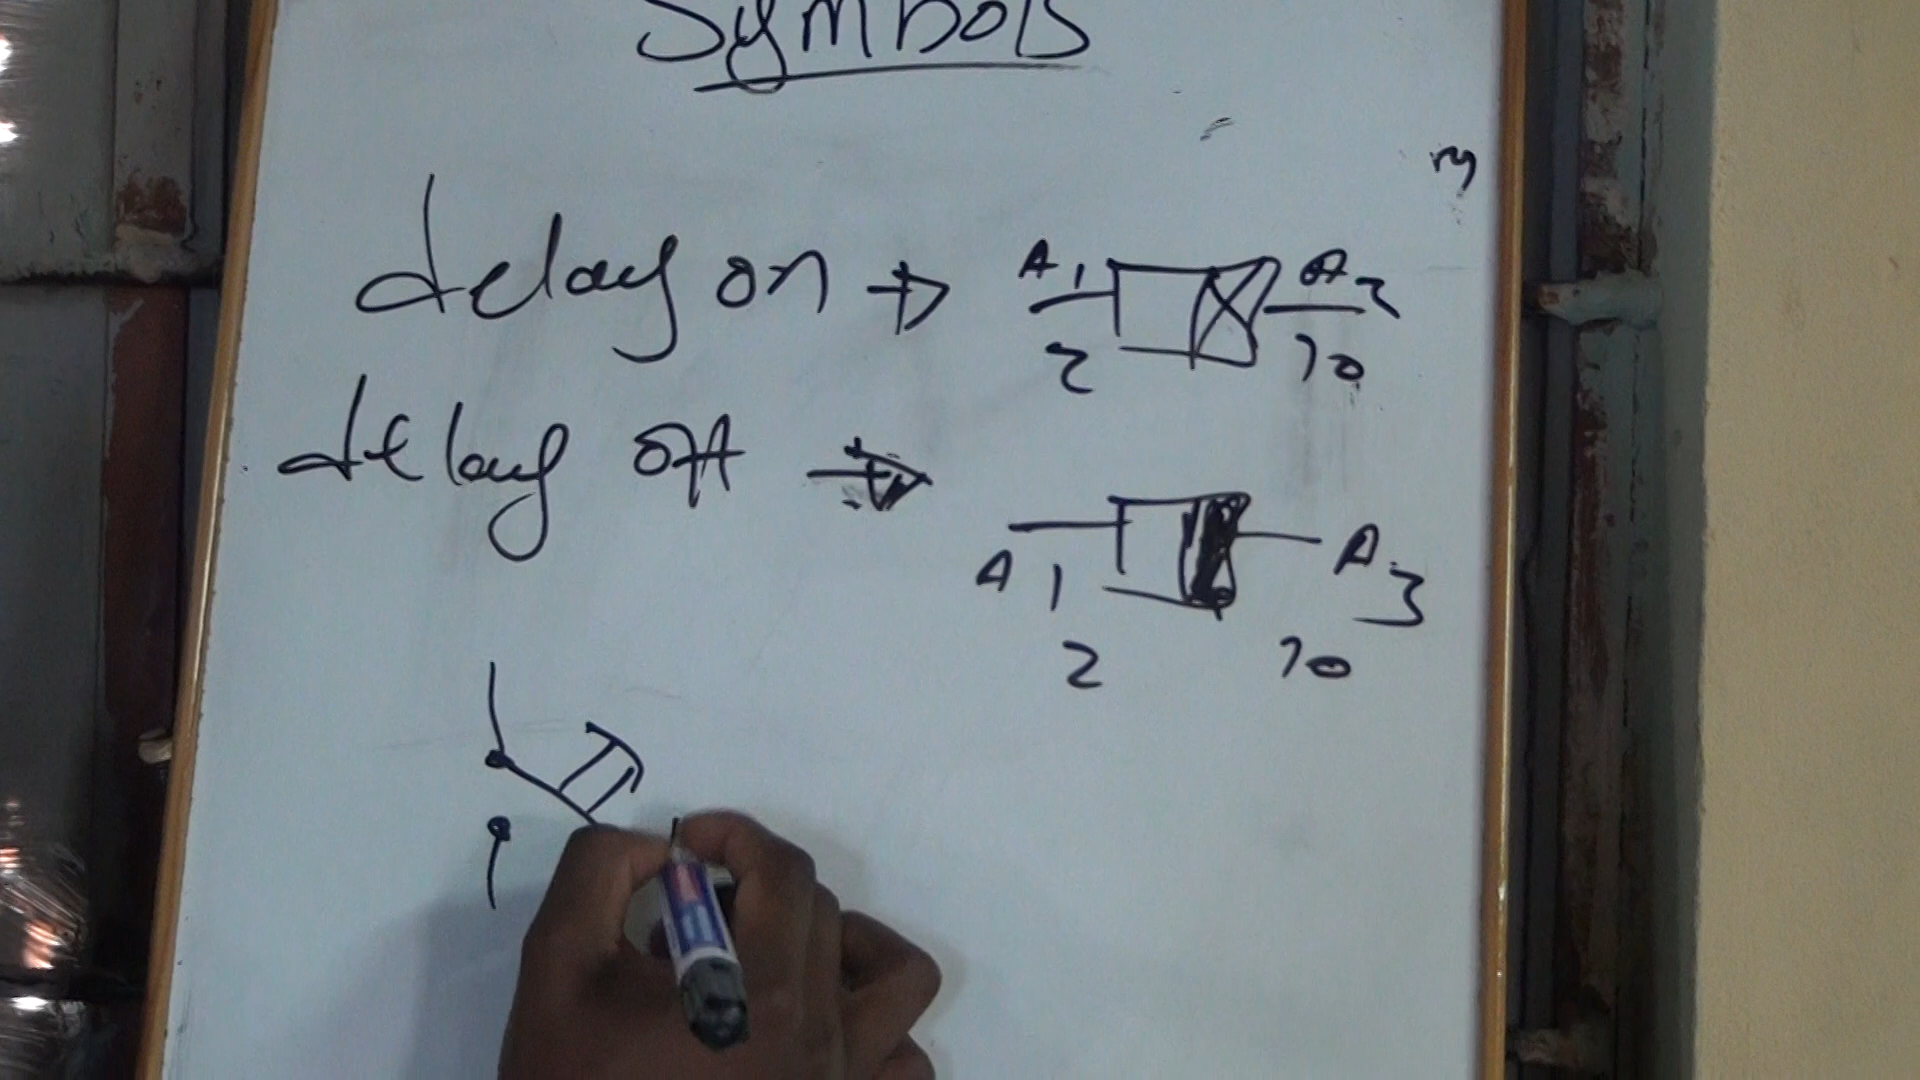 Symbols
delay on → A1 A2
2 10
delay off →
A1 A3
2 10